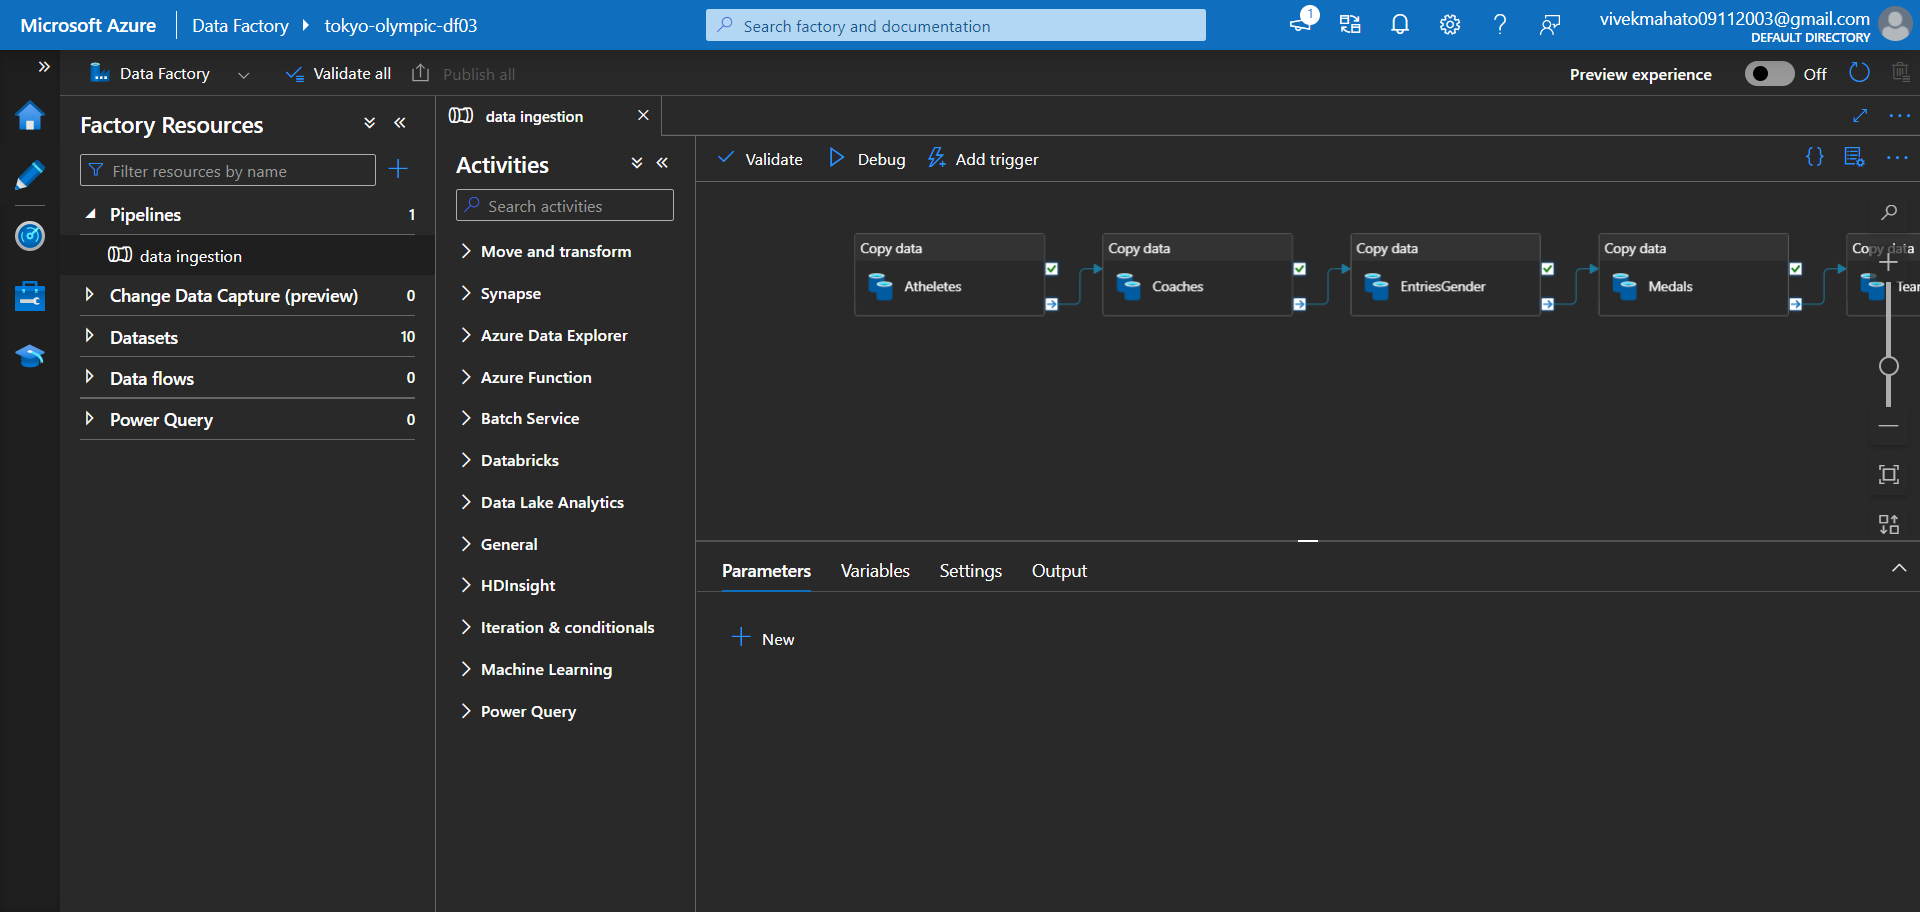 Microsoft Azure
Data Factory
tokyo-olympic-df03
Search factory and documentation
1
vivekmahato09112003@gmail.com
DEFAULT DIRECTORY
Data Factory
Validate all
Publish all
Preview experience
Off
Factory Resources
Filter resources by name
Pipelines 1
data ingestion
Change Data Capture (preview) 0
Datasets 10
Data flows 0
Power Query 0
data ingestion
Activities
Search activities
Move and transform
Synapse
Azure Data Explorer
Azure Function
Batch Service
Databricks
Data Lake Analytics
General
HDInsight
Iteration & conditionals
Machine Learning
Power Query
Validate
Debug
Add trigger
{}
Copy data
Atheletes
Copy data
Coaches
Copy data
EntriesGender
Copy data
Medals
Copy data
Parameters
Variables
Settings
Output
New